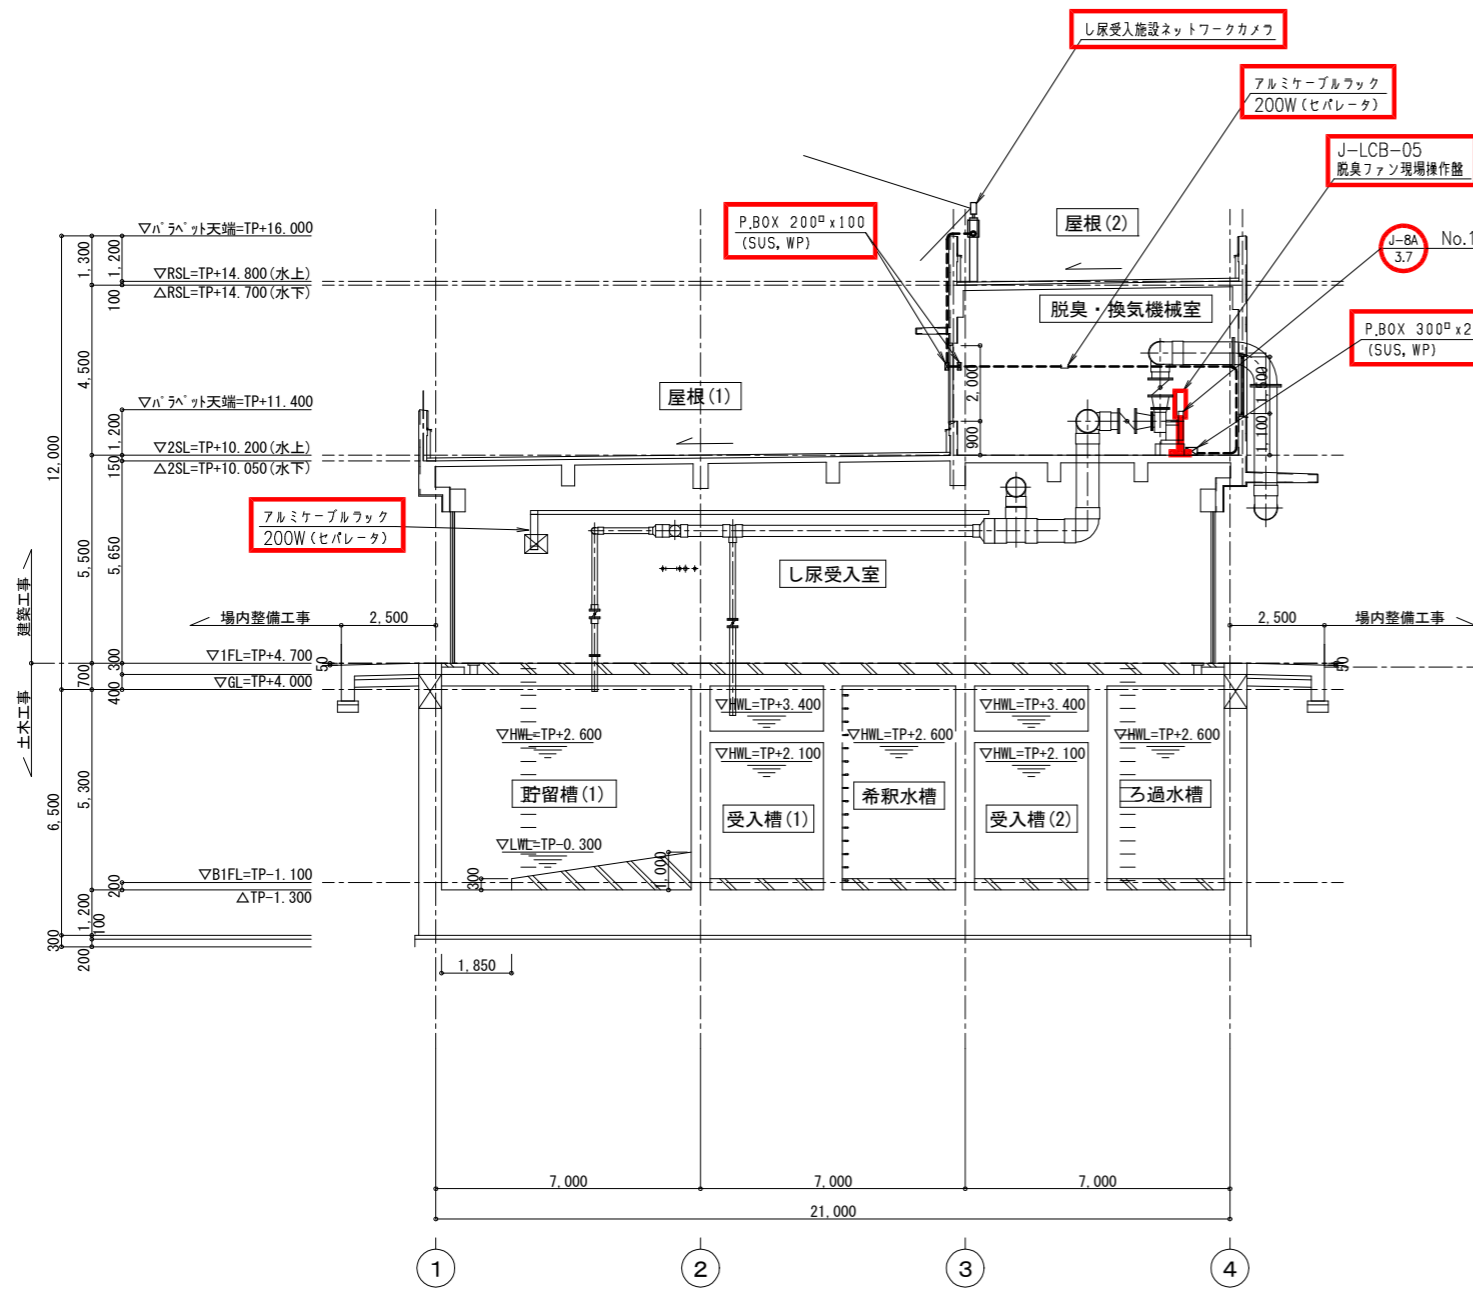 し尿受入施設ネットワークカメラ
アルミケーブルラック
200W(セパレータ)
J-LCB-05
脱臭ファン現場操作盤
P.BOX 200□x100
(SUS, WP)
屋根(2)
J-8A
3.7
No.1
▽パラペット天端=TP+16.000
▽RSL=TP+14.800(水上)
△RSL=TP+14.700(水下)
脱臭・換気機械室
P.BOX 300□x2
(SUS, WP)
屋根(1)
▽パラペット天端=TP+11.400
▽2SL=TP+10.200(水上)
△2SL=TP+10.050(水下)
アルミケーブルラック
200W(セパレータ)
し尿受入室
建築工事
土木工事
場内整備工事
2,500
2,500
場内整備工事
▽1FL=TP+4.700
▽GL=TP+4.000
50
50
1,300
1,200
100
4,500
1,200
150
12,000
5,500
5,650
300
700
400
5,300
6,500
200
1,200
100
300
200
2,000
900
1,500
1,100
▽HWL=TP+2.600
▽HWL=TP+3.400
▽HWL=TP+2.100
▽HWL=TP+2.600
▽HWL=TP+3.400
▽HWL=TP+2.100
▽HWL=TP+2.600
貯留槽(1)
受入槽(1)
希釈水槽
受入槽(2)
ろ過水槽
▽LWL=TP-0.300
300
1,000
▽B1FL=TP-1.100
△TP-1.300
1,850
7,000
7,000
7,000
21,000
1
2
3
4